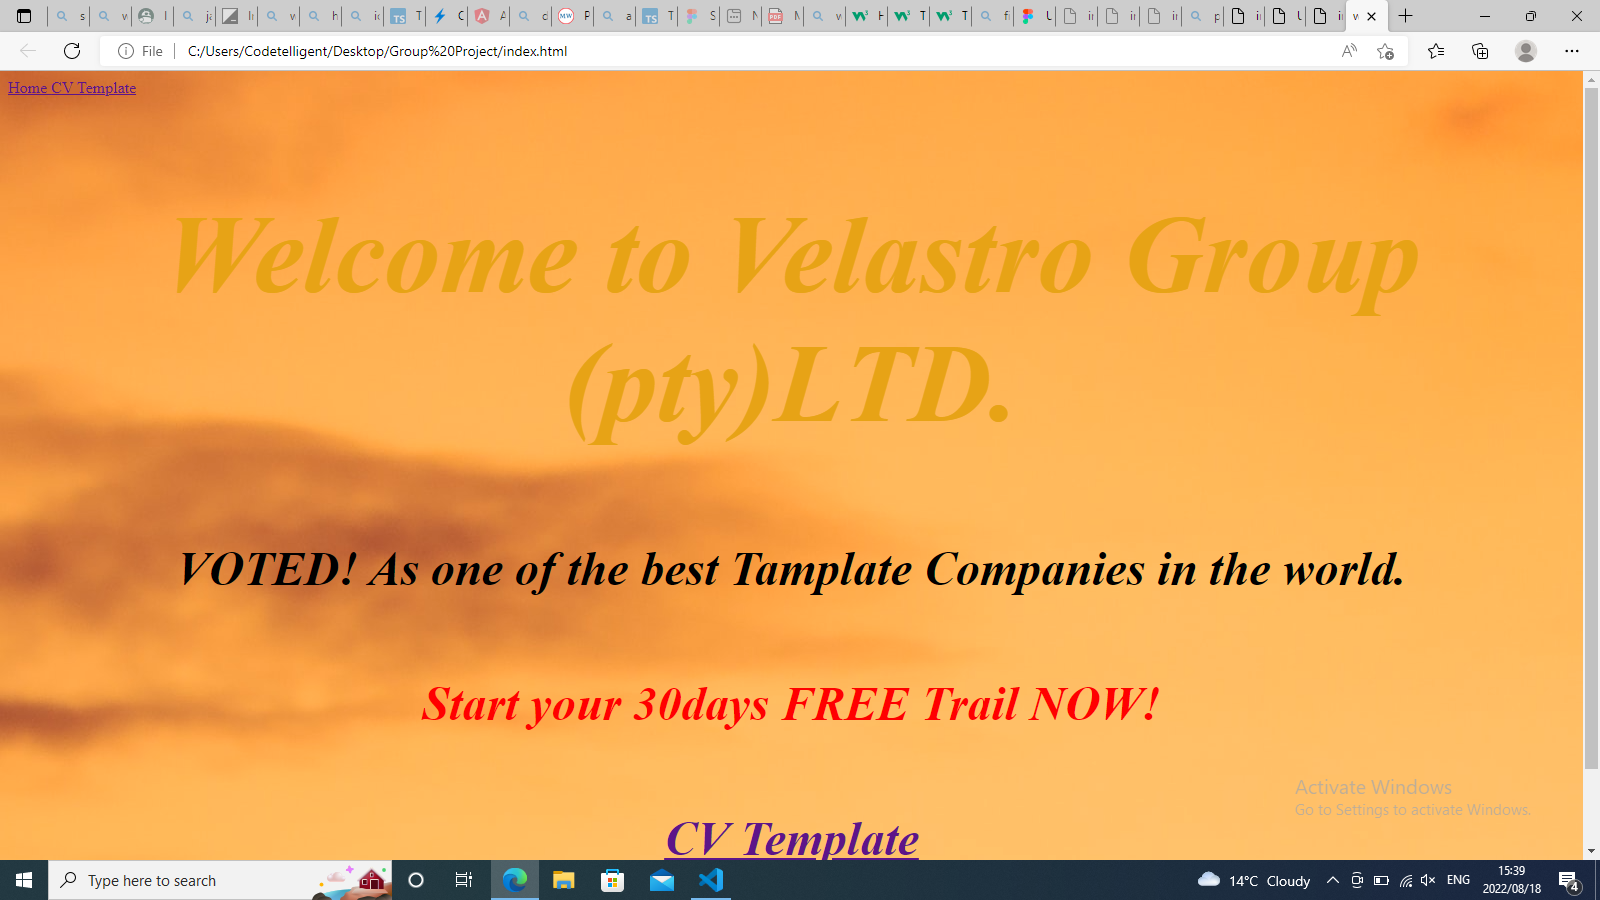 File
C:/Users/Codetelligent/Desktop/Group%20Project/index.html
Home CV Template
Welcome to Velastro Group
(pty)LTD.
VOTED! As one of the best Tamplate Companies in the world.
Start your 30days FREE Trail NOW!
CV Template
Activate Windows
Go to Settings to activate Windows.
Type here to search
14°C Cloudy
ENG
15:39
2022/08/18
4